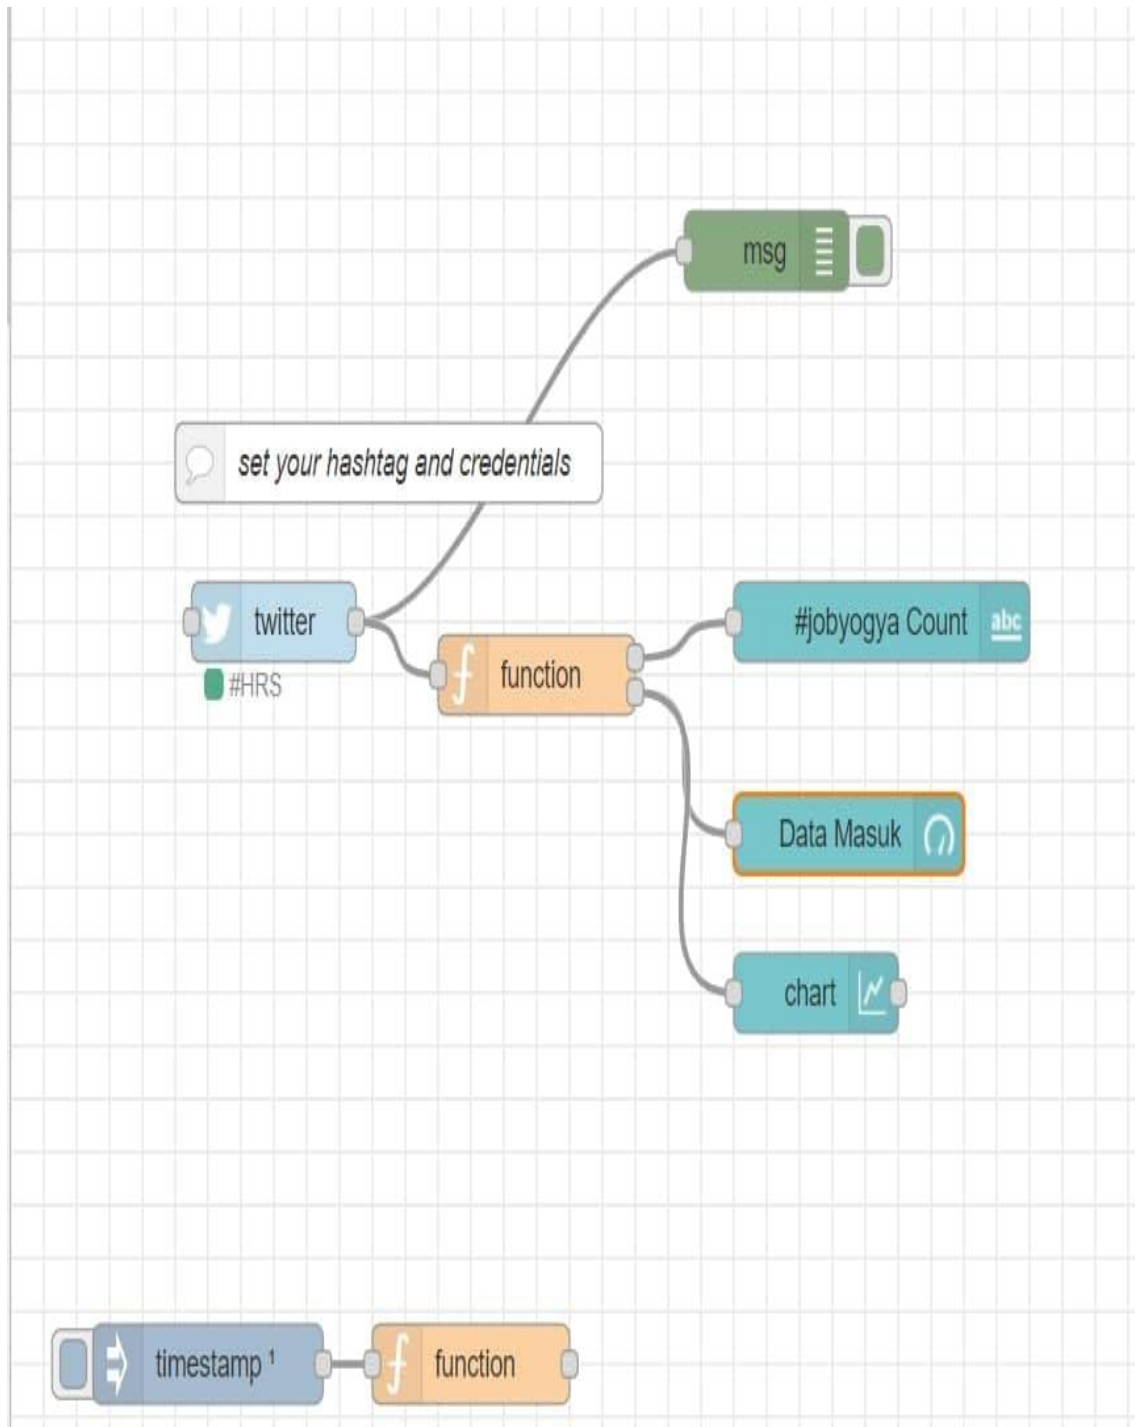 msg
set your hashtag and credentials
twitter
#HRS
function
#jobyogya Count
abc
Data Masuk
chart
timestamp ¹
function